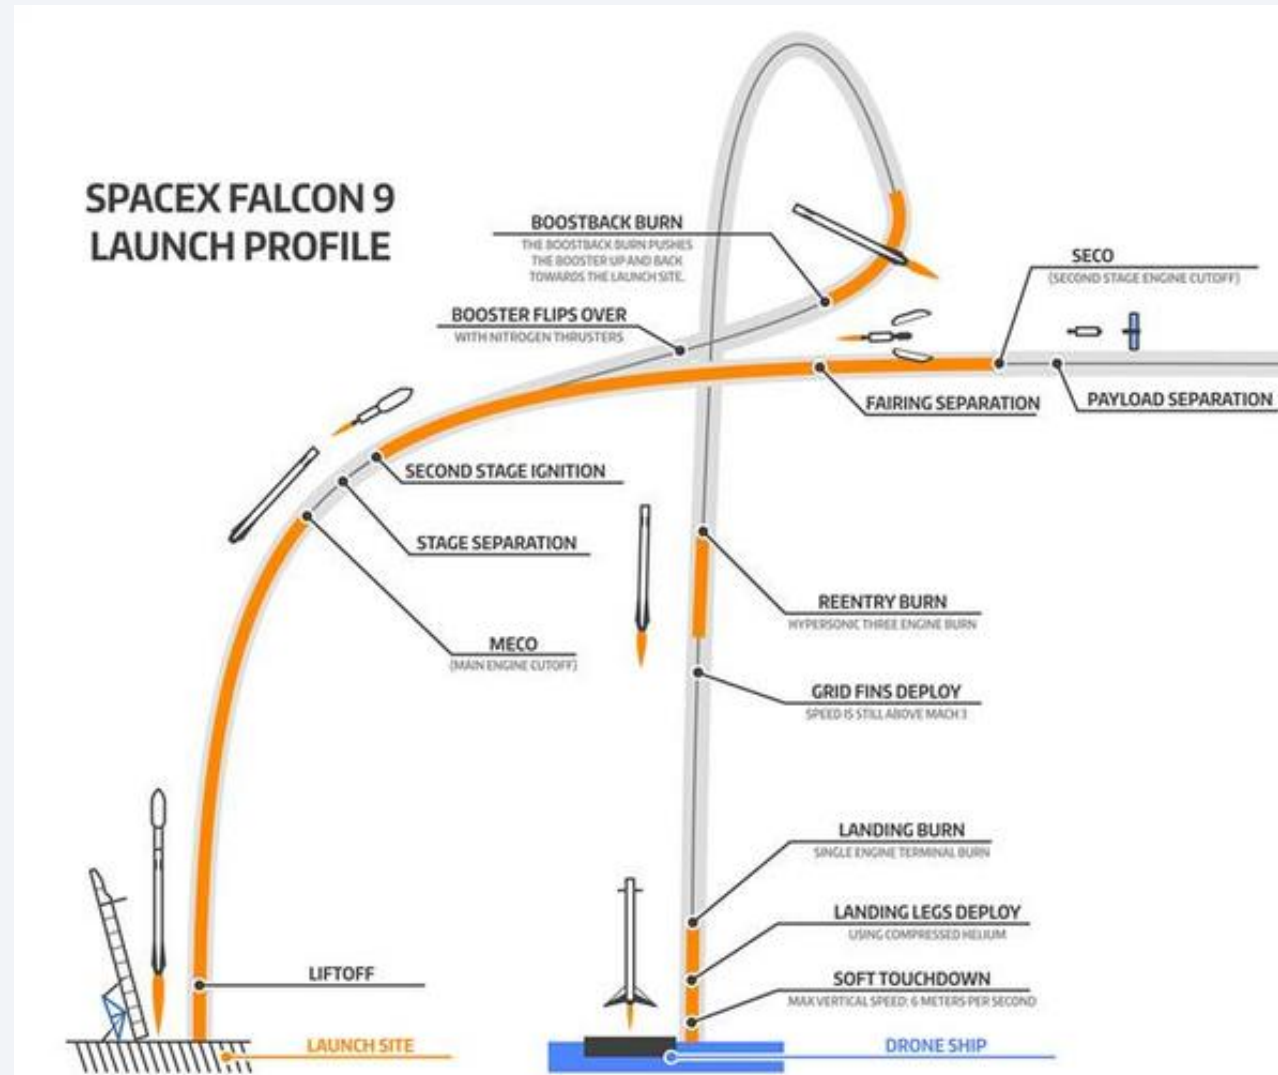 SPACEX FALCON 9
LAUNCH PROFILE
BOOSTBACK BURN
THE BOOSTBACK BURN PUSHES
THE BOOSTER UP AND BACK
TOWARDS THE LAUNCH SITE.
SECO
(SECOND STAGE ENGINE CUTOFF)
BOOSTER FLIPS OVER
WITH NITROGEN THRUSTERS
FAIRING SEPARATION
PAYLOAD SEPARATION
SECOND STAGE IGNITION
STAGE SEPARATION
REENTRY BURN
HYPERSONIC THREE ENGINE BURN
MECO
(MAIN ENGINE CUTOFF)
GRID FINS DEPLOY
SPEED IS STILL ABOVE MACH 3
LANDING BURN
SINGLE ENGINE TERMINAL BURN
LANDING LEGS DEPLOY
USING COMPRESSED HELIUM
LIFTOFF
SOFT TOUCHDOWN
MAX VERTICAL SPEED: 6 METERS PER SECOND
LAUNCH SITE
DRONE SHIP